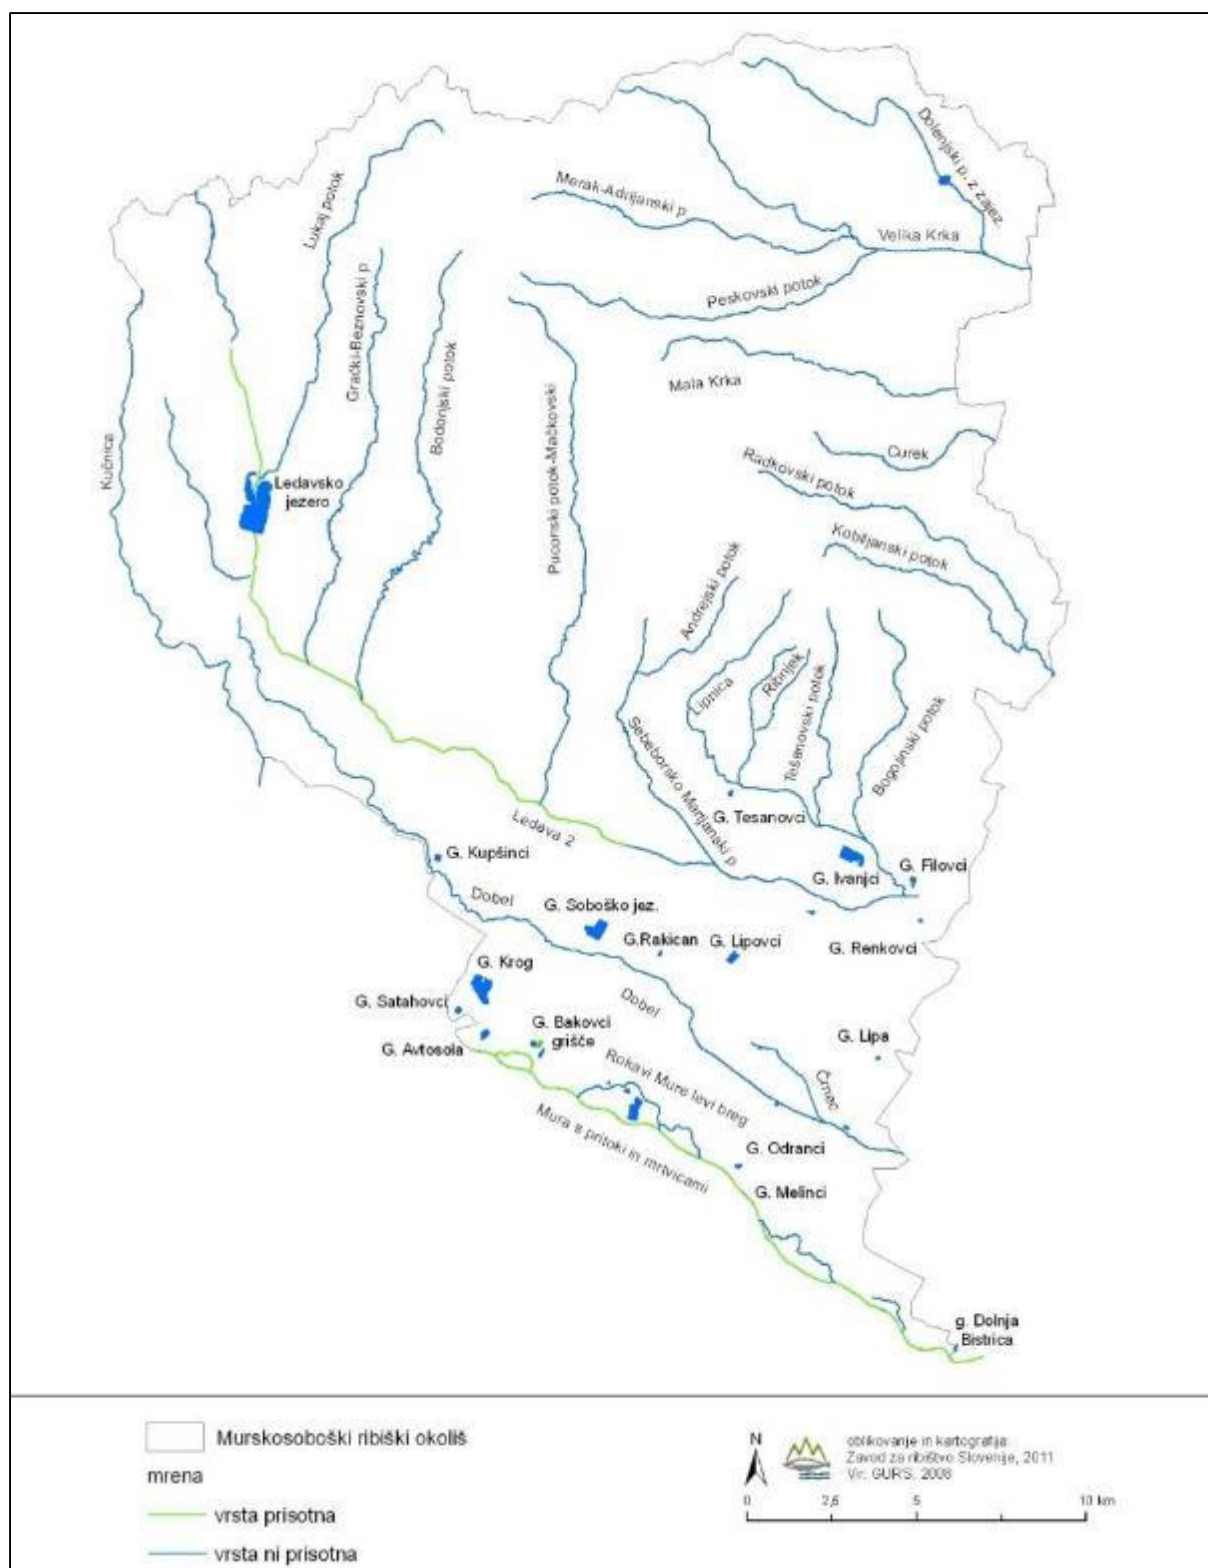 Dolenjski p. z zajez.
Lukaj potok
Merak-Adrijanski p
Velika Krka
Grački-Beznovski p
Peskovski potok
Bodonjski potok
Mala Krka
Kučnica
Puconski potok-Mačkovski
Curek
Radkovski potok
Ledavsko
jezero
Kobiljanski potok
Andrejski potok
Lipnica
Ribnjek
Tešanovski potok
Bogojinski potok
Sebeborsko Martjanski p
G. Tesanovci
Ledava 2
G. Kupšinci
G. Ivanjci
G. Filovci
Dobel
G. Soboško jez.
G.Rakican
G. Lipovci
G. Renkovci
G. Krog
G. Satahovci
Dobel
G. Bakovci
grišče
G. Lipa
G. Avtosola
Rokavi Mure levi breg
Črnec
Mura s pritoki in mrtvicami
G. Odranci
G. Melinci
g. Dolnja
Bistrica
Murskosoboški ribiški okoliš
mrena
vrsta prisotna
vrsta ni prisotna
N
oblikovanje in kartografija:
Zavod za ribištvo Slovenije, 2011
Vir: GURS, 2008
0 2,5 5 10 km